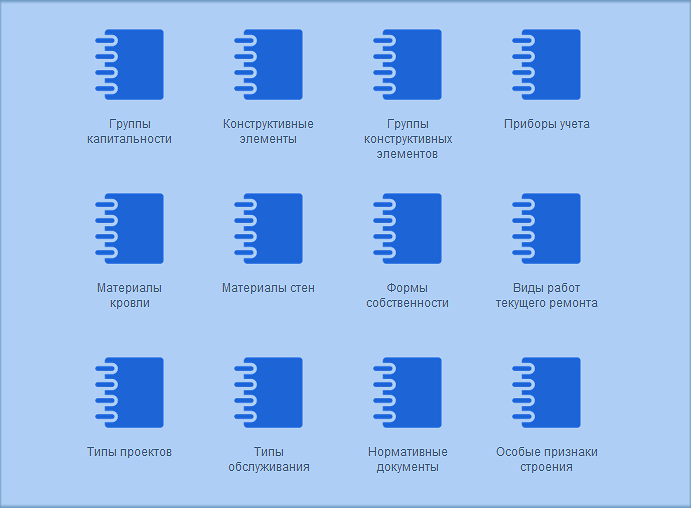 Группы
капитальности
Конструктивные
элементы
Группы
конструктивных
элементов
Приборы учета
Материалы
кровли
Материалы стен
Формы
собственности
Виды работ
текущего ремонта
Типы проектов
Типы
обслуживания
Нормативные
документы
Особые признаки
строения